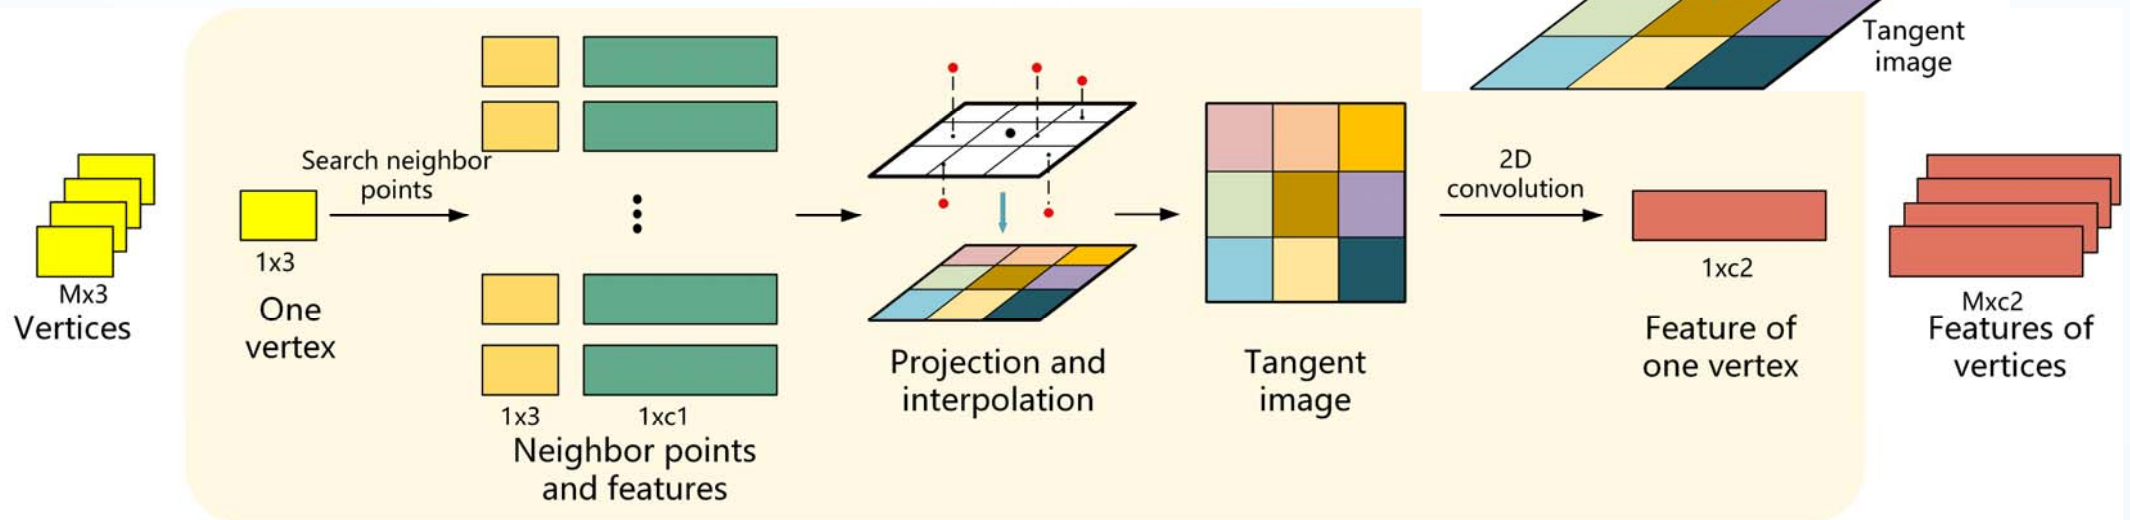 Mx3
Vertices
1x3
One
vertex
Search neighbor
points
1x3
1xc1
Neighbor points
and features
Projection and
interpolation
Tangent
image
2D
convolution
Tangent
image
1xc2
Feature of
one vertex
Mxc2
Features of
vertices